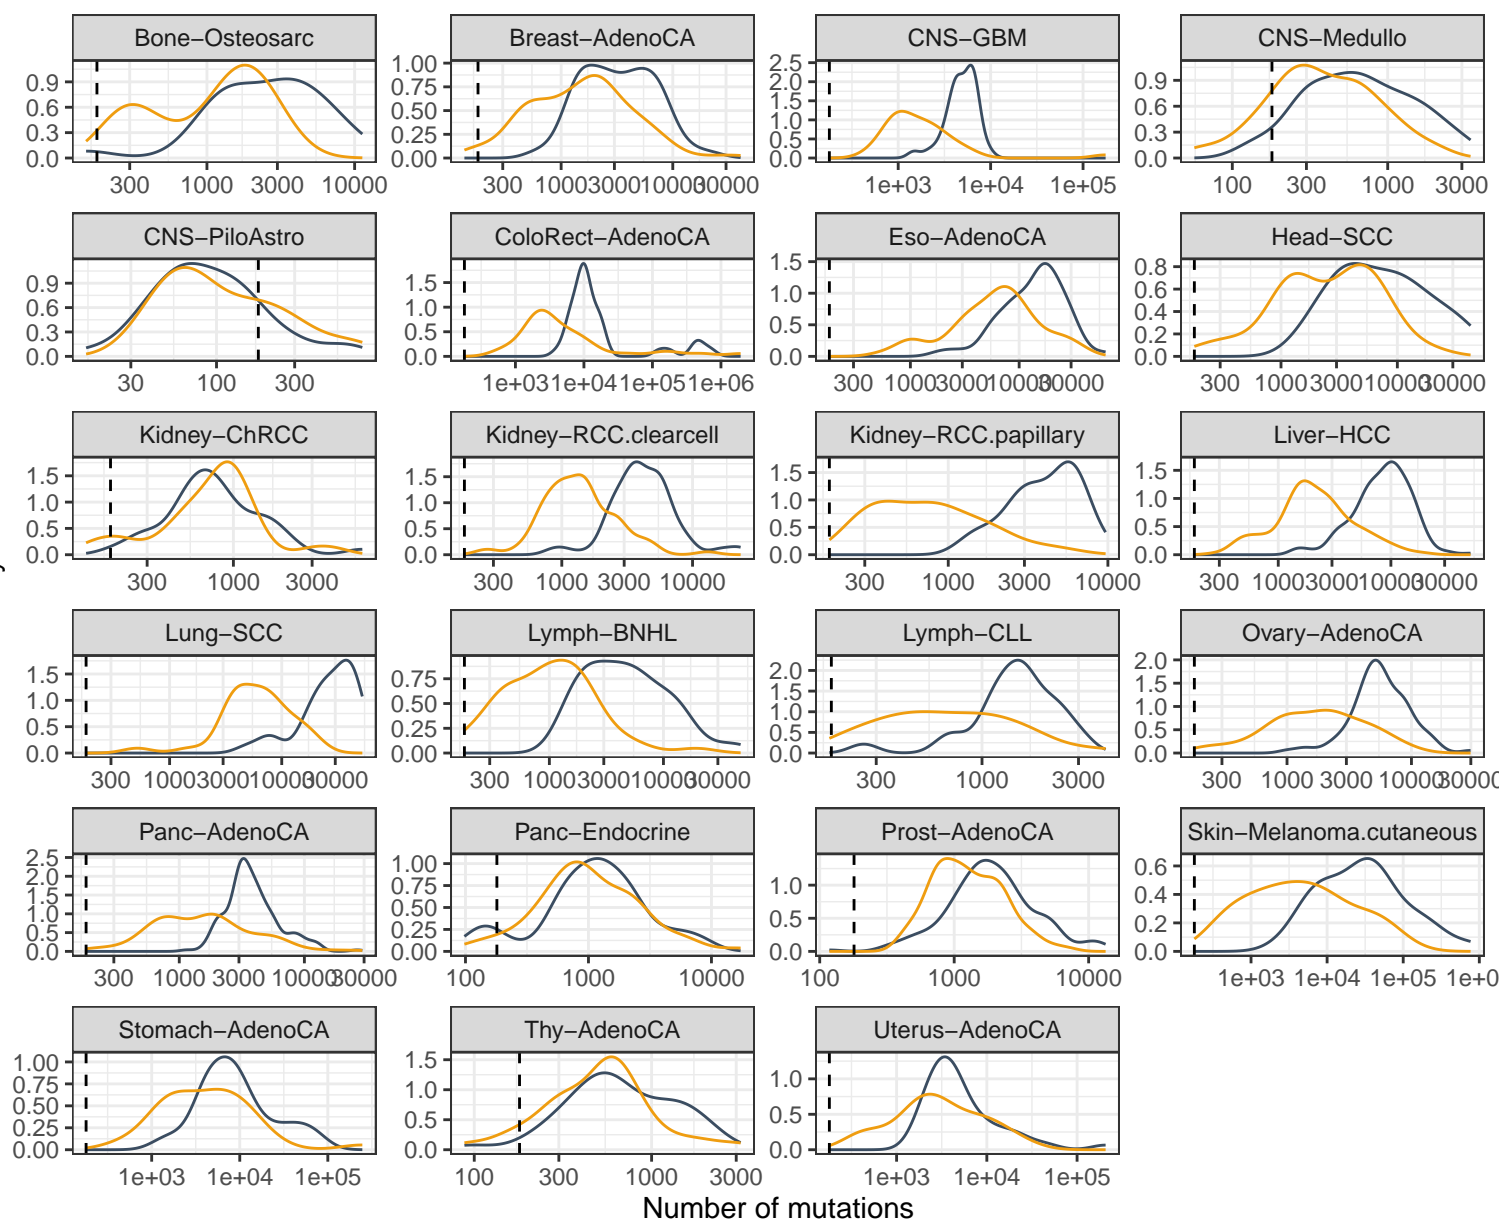 Bone−Osteosarc Breast−AdenoCA CNS−GBM CNS−Medullo
0.9 0.6 0.3 0.0
1.00 0.75 0.50 0.25 0.00
2.5 2.0 1.5 1.0 0.5 0.0
0.9 0.6 0.3 0.0
300 1000 3000 10000
300 1000 3000 10000 30000
1e+03 1e+04 1e+05
100 300 1000 3000
CNS−PiloAstro ColoRect−AdenoCA Eso−AdenoCA Head−SCC
0.9 0.6 0.3 0.0
1.5 1.0 0.5 0.0
1.5 1.0 0.5 0.0
0.8 0.6 0.4 0.2 0.0
30 100 300
1e+03 1e+04 1e+05 1e+06
300 1000 3000 10000 30000
300 1000 3000 10000 30000
Kidney−ChRCC Kidney−RCC.clearcell Kidney−RCC.papillary Liver−HCC
1.5 1.0 0.5 0.0
1.5 1.0 0.5 0.0
1.5 1.0 0.5 0.0
1.5 1.0 0.5 0.0
300 1000 3000
300 1000 3000 10000
300 1000 3000 10000
300 1000 3000 10000 30000
Lung−SCC Lymph−BNHL Lymph−CLL Ovary−AdenoCA
1.5 1.0 0.5 0.0
0.75 0.50 0.25 0.00
2.0 1.5 1.0 0.5 0.0
2.0 1.5 1.0 0.5 0.0
300 1000 3000 10000 30000
300 1000 3000 10000 30000
300 1000 3000
300 1000 3000 10000 30000
Panc−AdenoCA Panc−Endocrine Prost−AdenoCA Skin−Melanoma.cutaneous
2.5 2.0 1.5 1.0 0.5 0.0
1.00 0.75 0.50 0.25 0.00
1.0 0.5 0.0
0.6 0.4 0.2 0.0
300 1000 3000 10000 30000
100 1000 10000
100 1000 10000
1e+03 1e+04 1e+05 1e+0
Stomach−AdenoCA Thy−AdenoCA Uterus−AdenoCA
1.00 0.75 0.50 0.25 0.00
1.5 1.0 0.5 0.0
1.0 0.5 0.0
1e+03 1e+04 1e+05
100 300 1000 3000
1e+03 1e+04 1e+05
Number of mutations